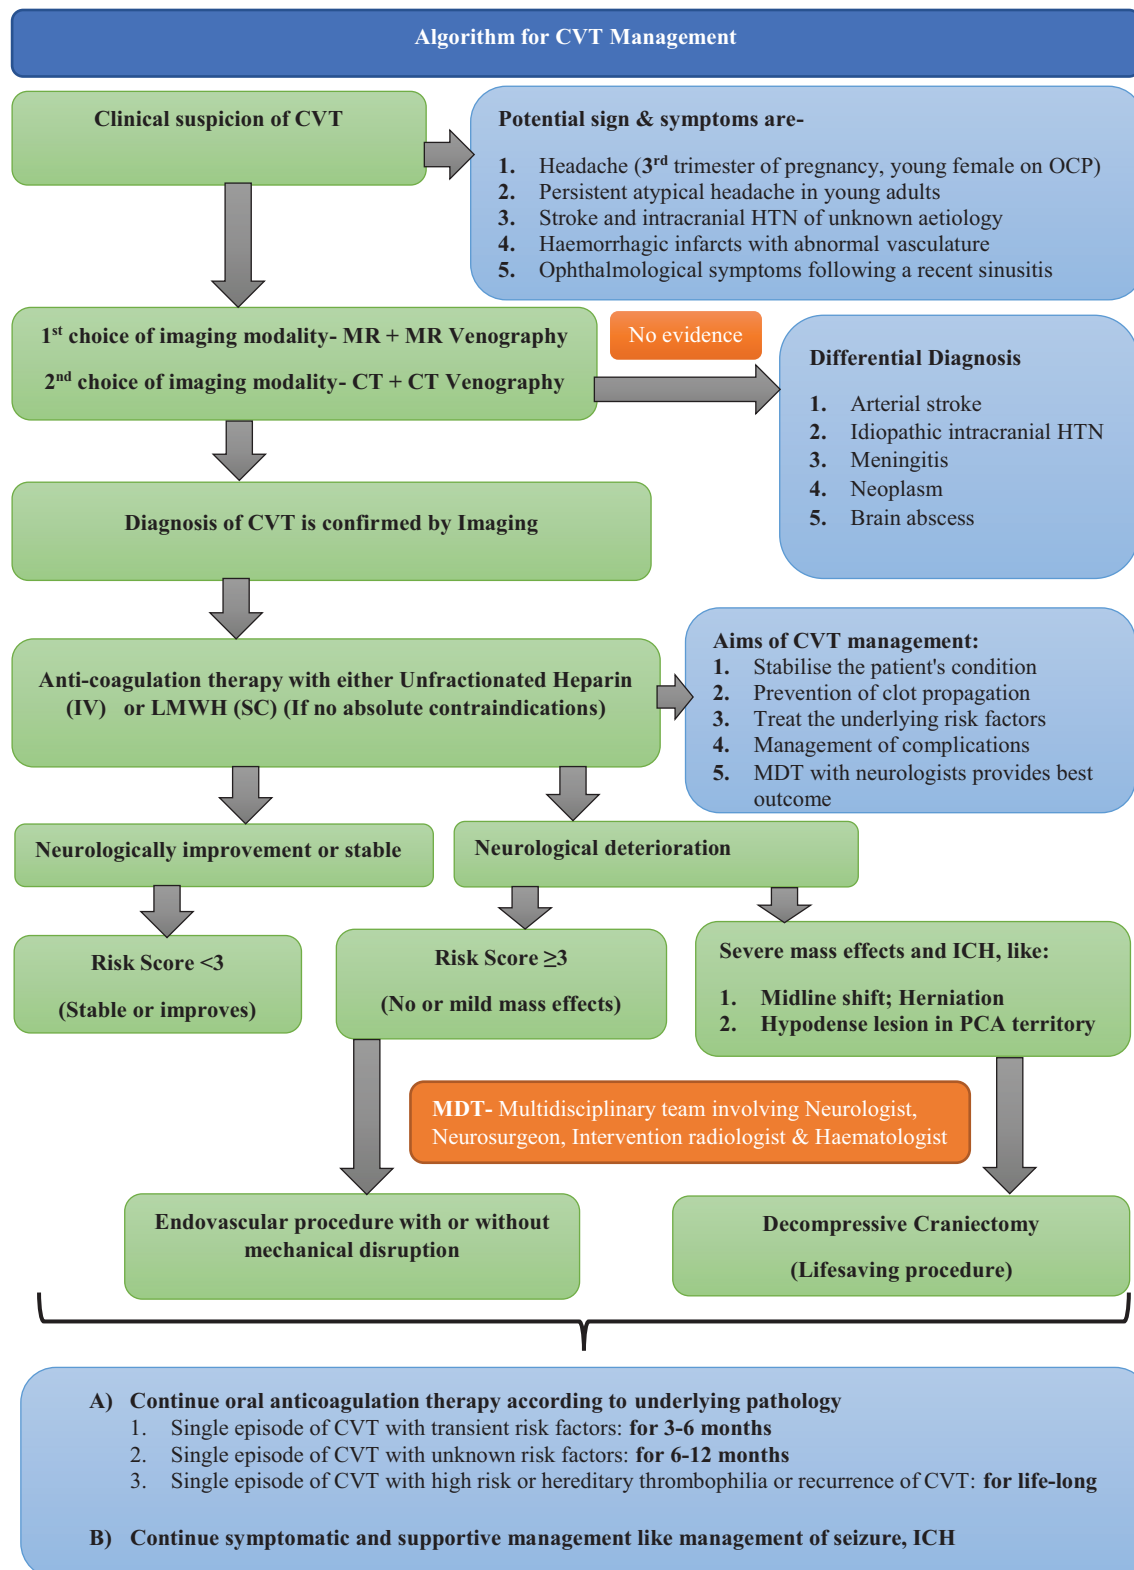 Algorithm for CVT Management
Clinical suspicion of CVT
Potential sign & symptoms are-
1. Headache (3rd trimester of pregnancy, young female on OCP)
2. Persistent atypical headache in young adults
3. Stroke and intracranial HTN of unknown aetiology
4. Haemorrhagic infarcts with abnormal vasculature
5. Ophthalmological symptoms following a recent sinusitis
1st choice of imaging modality- MR + MR Venography
2nd choice of imaging modality- CT + CT Venography
No evidence
Differential Diagnosis
1. Arterial stroke
2. Idiopathic intracranial HTN
3. Meningitis
4. Neoplasm
5. Brain abscess
Diagnosis of CVT is confirmed by Imaging
Anti-coagulation therapy with either Unfractionated Heparin
(IV) or LMWH (SC) (If no absolute contraindications)
Aims of CVT management:
1. Stabilise the patient's condition
2. Prevention of clot propagation
3. Treat the underlying risk factors
4. Management of complications
5. MDT with neurologists provides best
outcome
Neurologically improvement or stable
Neurological deterioration
Risk Score <3
(Stable or improves)
Risk Score ≥3
(No or mild mass effects)
Severe mass effects and ICH, like:
1. Midline shift; Herniation
2. Hypodense lesion in PCA territory
MDT- Multidisciplinary team involving Neurologist,
Neurosurgeon, Intervention radiologist & Haematologist
Endovascular procedure with or without
mechanical disruption
Decompressive Craniectomy
(Lifesaving procedure)
A) Continue oral anticoagulation therapy according to underlying pathology
1. Single episode of CVT with transient risk factors: for 3-6 months
2. Single episode of CVT with unknown risk factors: for 6-12 months
3. Single episode of CVT with high risk or hereditary thrombophilia or recurrence of CVT: for life-long
B) Continue symptomatic and supportive management like management of seizure, ICH